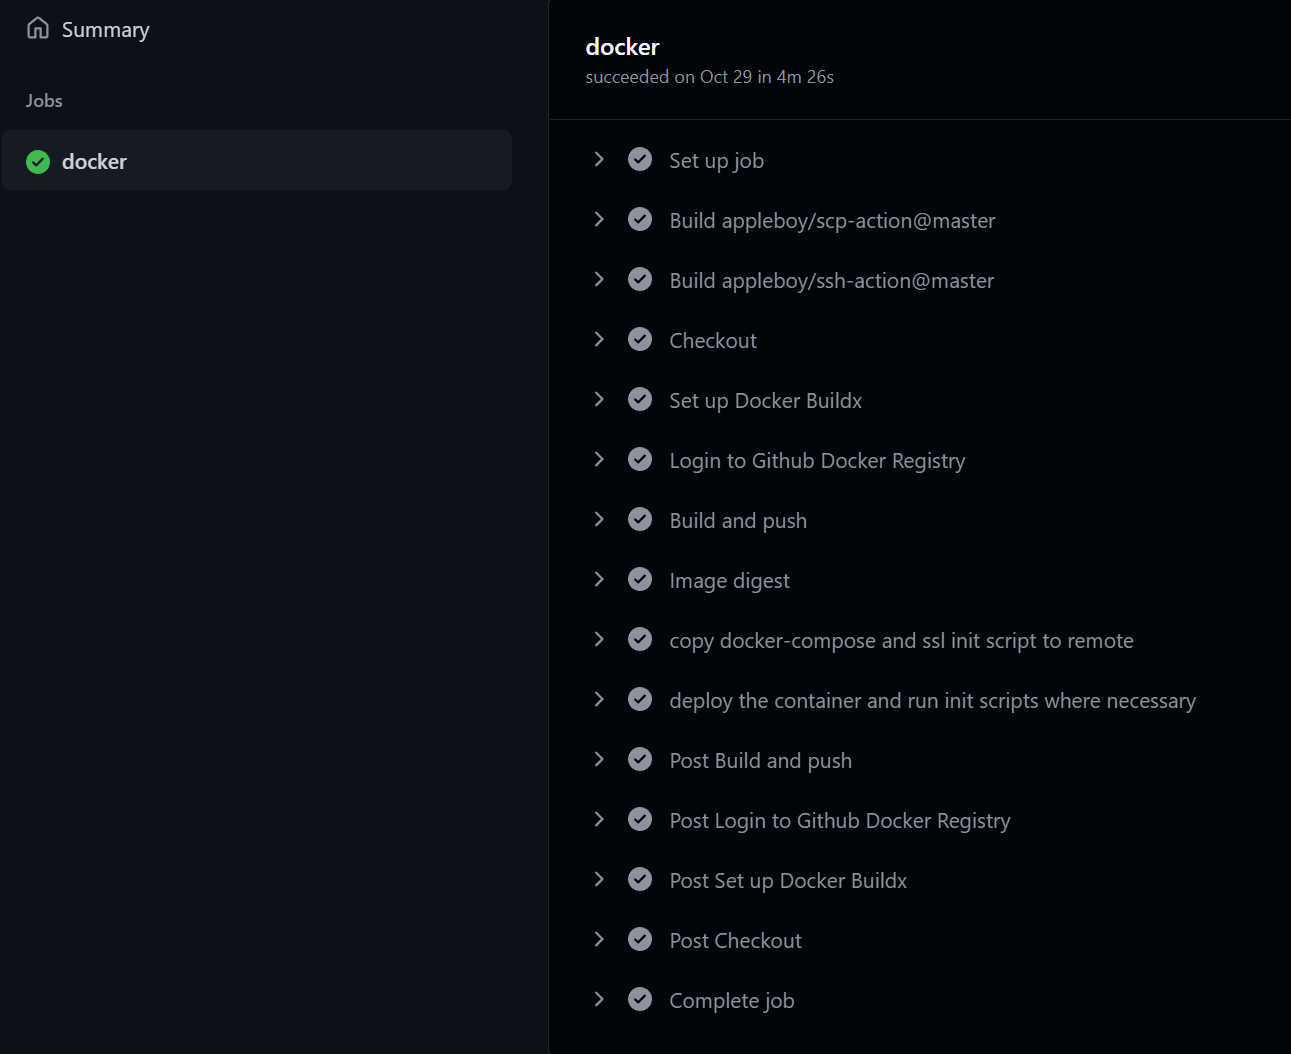 Summary
Jobs
docker
docker
succeeded on Oct 29 in 4m 26s
Set up job
Build appleboy/scp-action@master
Build appleboy/ssh-action@master
Checkout
Set up Docker Buildx
Login to Github Docker Registry
Build and push
Image digest
copy docker-compose and ssl init script to remote
deploy the container and run init scripts where necessary
Post Build and push
Post Login to Github Docker Registry
Post Set up Docker Buildx
Post Checkout
Complete job